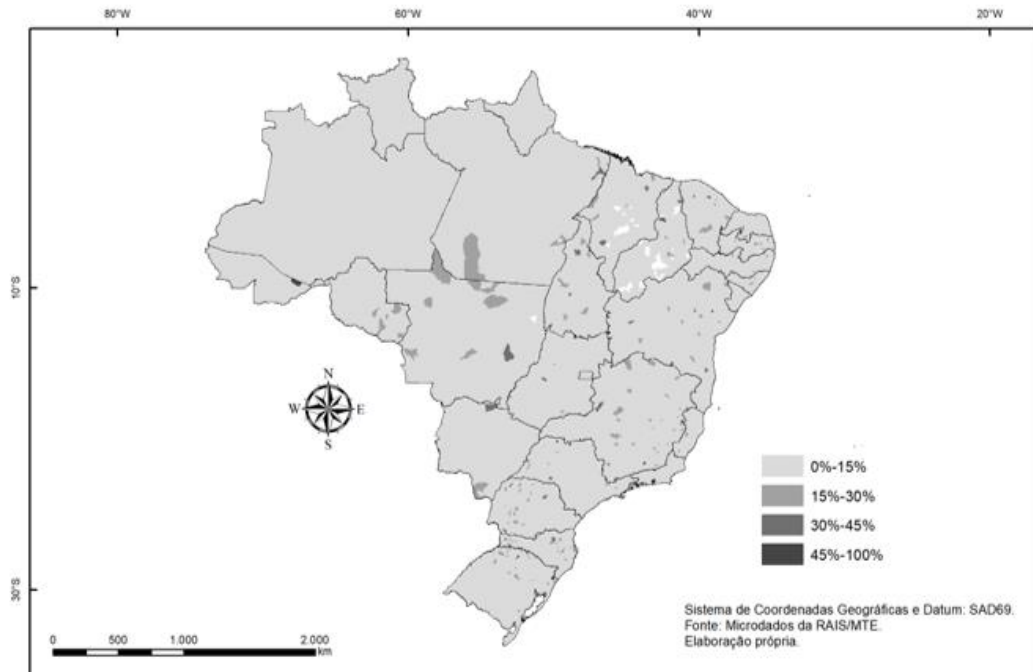 80°W 60°W 40°W 20°W
10°S
N
W E
S
0%-15%
15%-30%
30%-45%
45%-100%
30°S
Sistema de Coordenadas Geográficas e Datum: SAD69.
Fonte: Microdados da RAIS/MTE.
Elaboração própria.
0 500 1.000 2.000
km